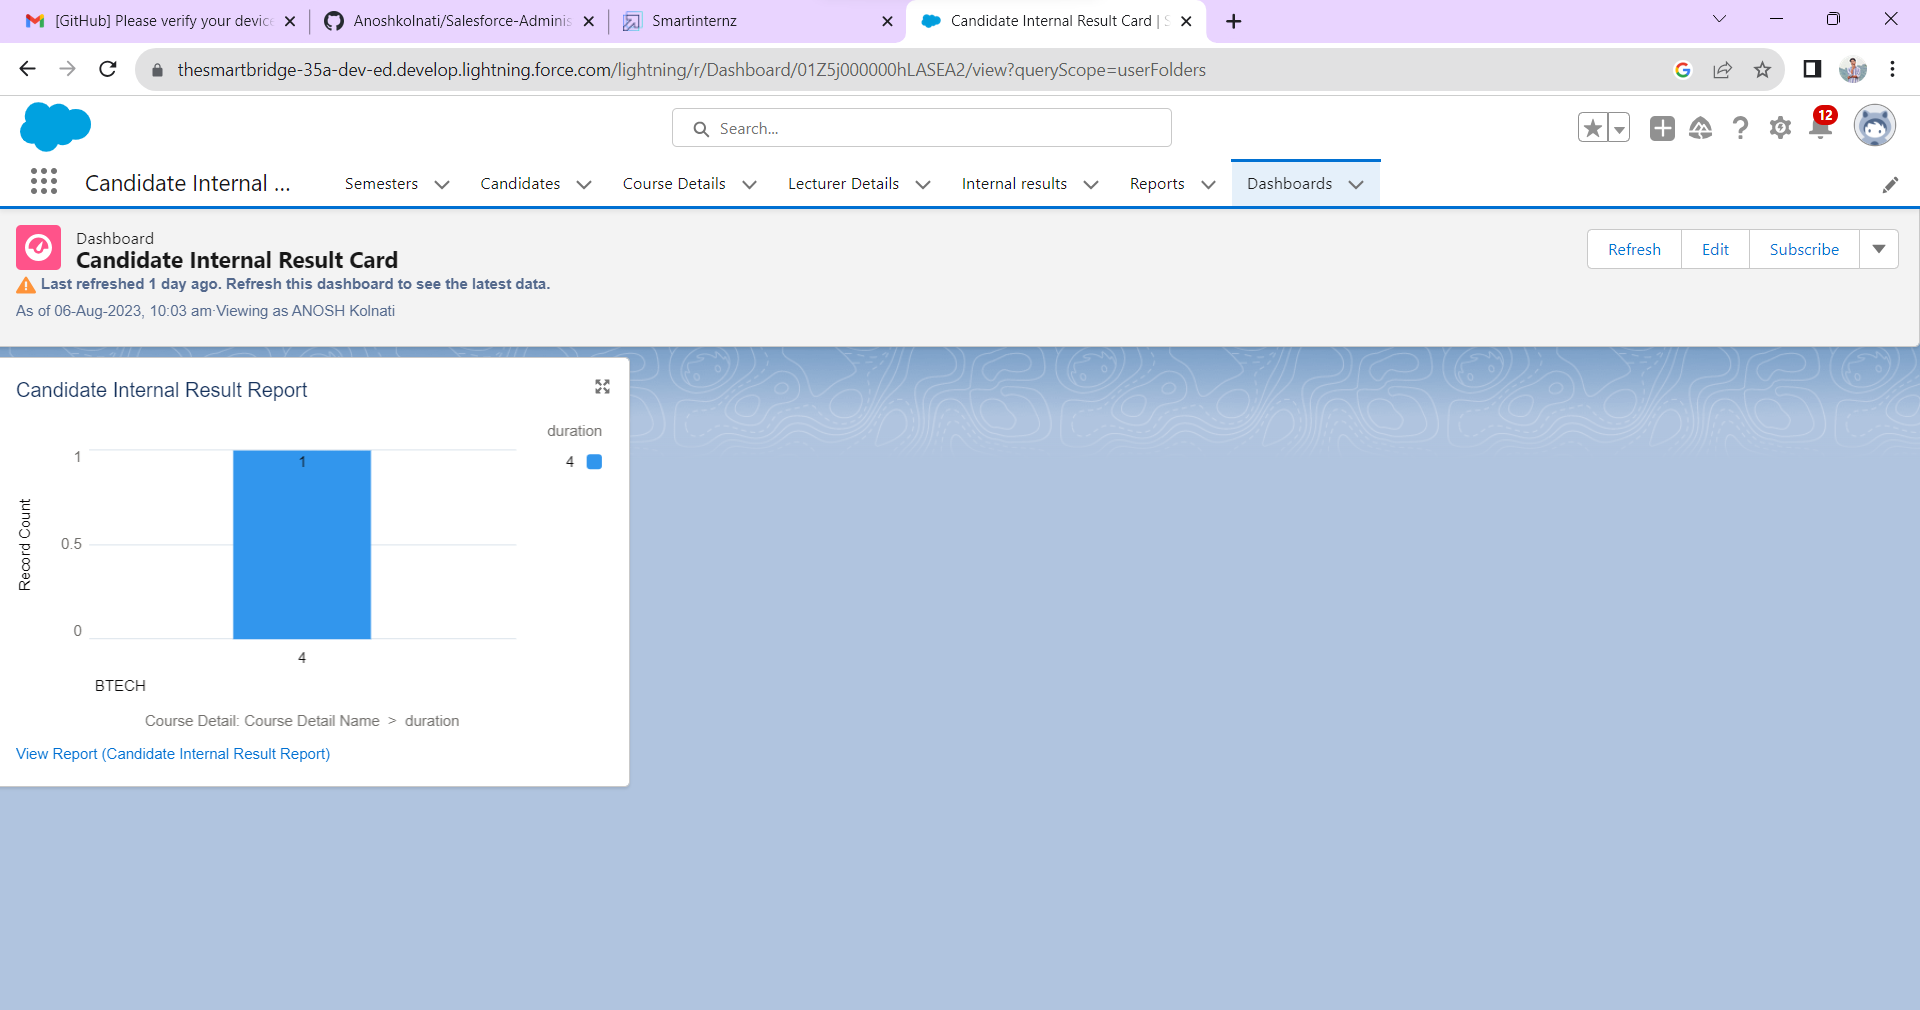 [GitHub] Please verify your device
Anoshkolnati/Salesforce-Adminis
Smartinternz
Candidate Internal Result Card | S
thesmartbridge-35a-dev-ed.develop.lightning.force.com/lightning/r/Dashboard/01Z5j000000hLASEA2/view?queryScope=userFolders
Search...
12
Candidate Internal ...
Semesters
Candidates
Course Details
Lecturer Details
Internal results
Reports
Dashboards
Dashboard
Candidate Internal Result Card
Last refreshed 1 day ago. Refresh this dashboard to see the latest data.
As of 06-Aug-2023, 10:03 am·Viewing as ANOSH Kolnati
Refresh
Edit
Subscribe
Candidate Internal Result Report
duration
4
1
1
0.5
0
Record Count
4
BTECH
Course Detail: Course Detail Name > duration
View Report (Candidate Internal Result Report)